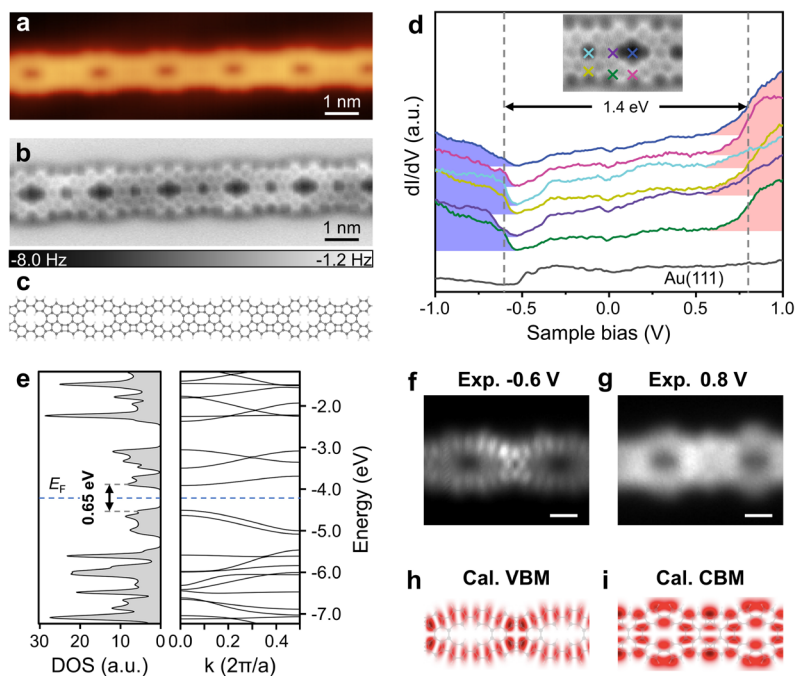 a
1 nm
b
1 nm
-8.0 Hz -1.2 Hz
c
d
1.4 eV
dI/dV (a.u.)
Au(111)
-1.0 -0.5 0.0 0.5 1.0
Sample bias (V)
e
E_F
0.65 eV
-2.0
-3.0
-4.0
-5.0
-6.0
-7.0
Energy (eV)
30 20 10 0
DOS (a.u.)
0.0 0.2 0.4
k (2π/a)
f Exp. -0.6 V
g Exp. 0.8 V
h Cal. VBM
i Cal. CBM